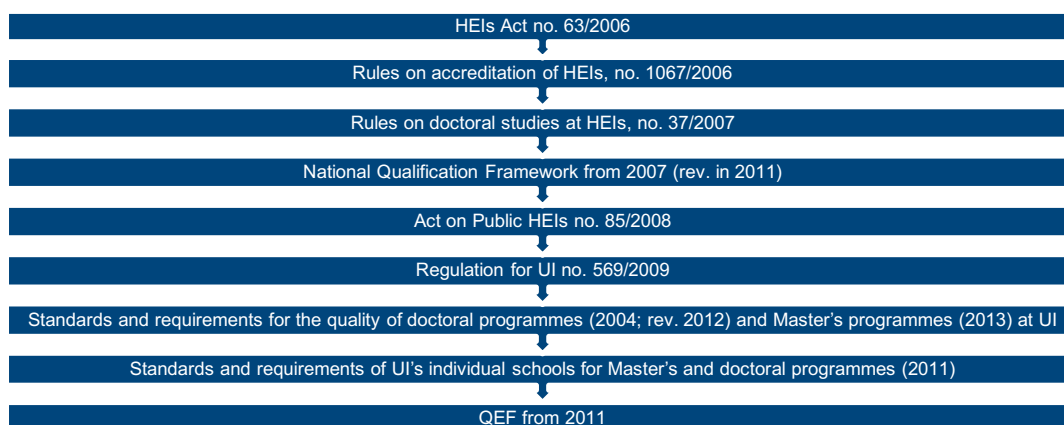 HEIs Act no. 63/2006
Rules on accreditation of HEIs, no. 1067/2006
Rules on doctoral studies at HEIs, no. 37/2007
National Qualification Framework from 2007 (rev. in 2011)
Act on Public HEIs no. 85/2008
Regulation for UI no. 569/2009
Standards and requirements for the quality of doctoral programmes (2004; rev. 2012) and Master’s programmes (2013) at UI
Standards and requirements of UI’s individual schools for Master’s and doctoral programmes (2011)
QEF from 2011